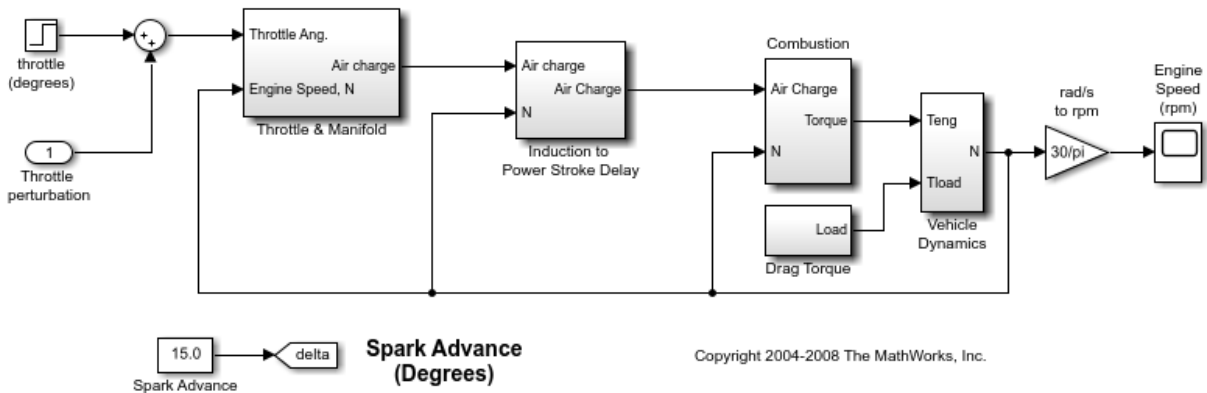 throttle
(degrees)
+
+
1
Throttle
perturbation
Throttle Ang.
Air charge
Engine Speed, N
Throttle & Manifold
Air charge
Air Charge
N
Induction to
Power Stroke Delay
Combustion
Air Charge
Torque
N
Load
Drag Torque
Teng
N
Tload
Vehicle
Dynamics
rad/s
to rpm
30/pi
Engine
Speed
(rpm)
15.0
Spark Advance
delta
Spark Advance
(Degrees)
Copyright 2004-2008 The MathWorks, Inc.